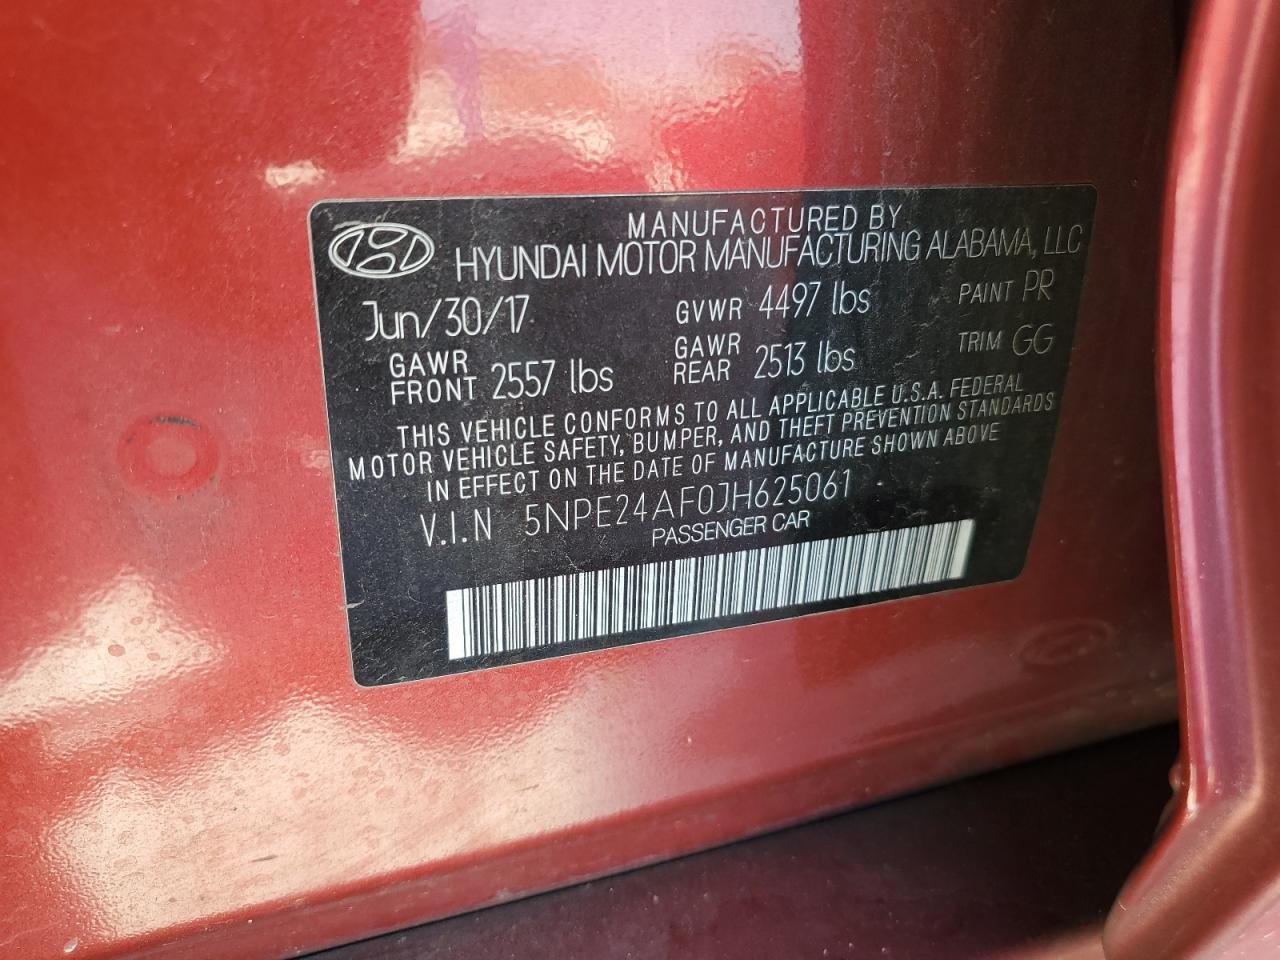 MANUFACTURED BY
HYUNDAI MOTOR MANUFACTURING ALABAMA, LLC
Jun/30/17 GVWR 4497 lbs PAINT PR
GAWR FRONT 2557 lbs GAWR REAR 2513 lbs TRIM GG
THIS VEHICLE CONFORMS TO ALL APPLICABLE U.S.A. FEDERAL
MOTOR VEHICLE SAFETY, BUMPER, AND THEFT PREVENTION STANDARDS
IN EFFECT ON THE DATE OF MANUFACTURE SHOWN ABOVE
V.I.N 5NPE24AF0JH625061
PASSENGER CAR